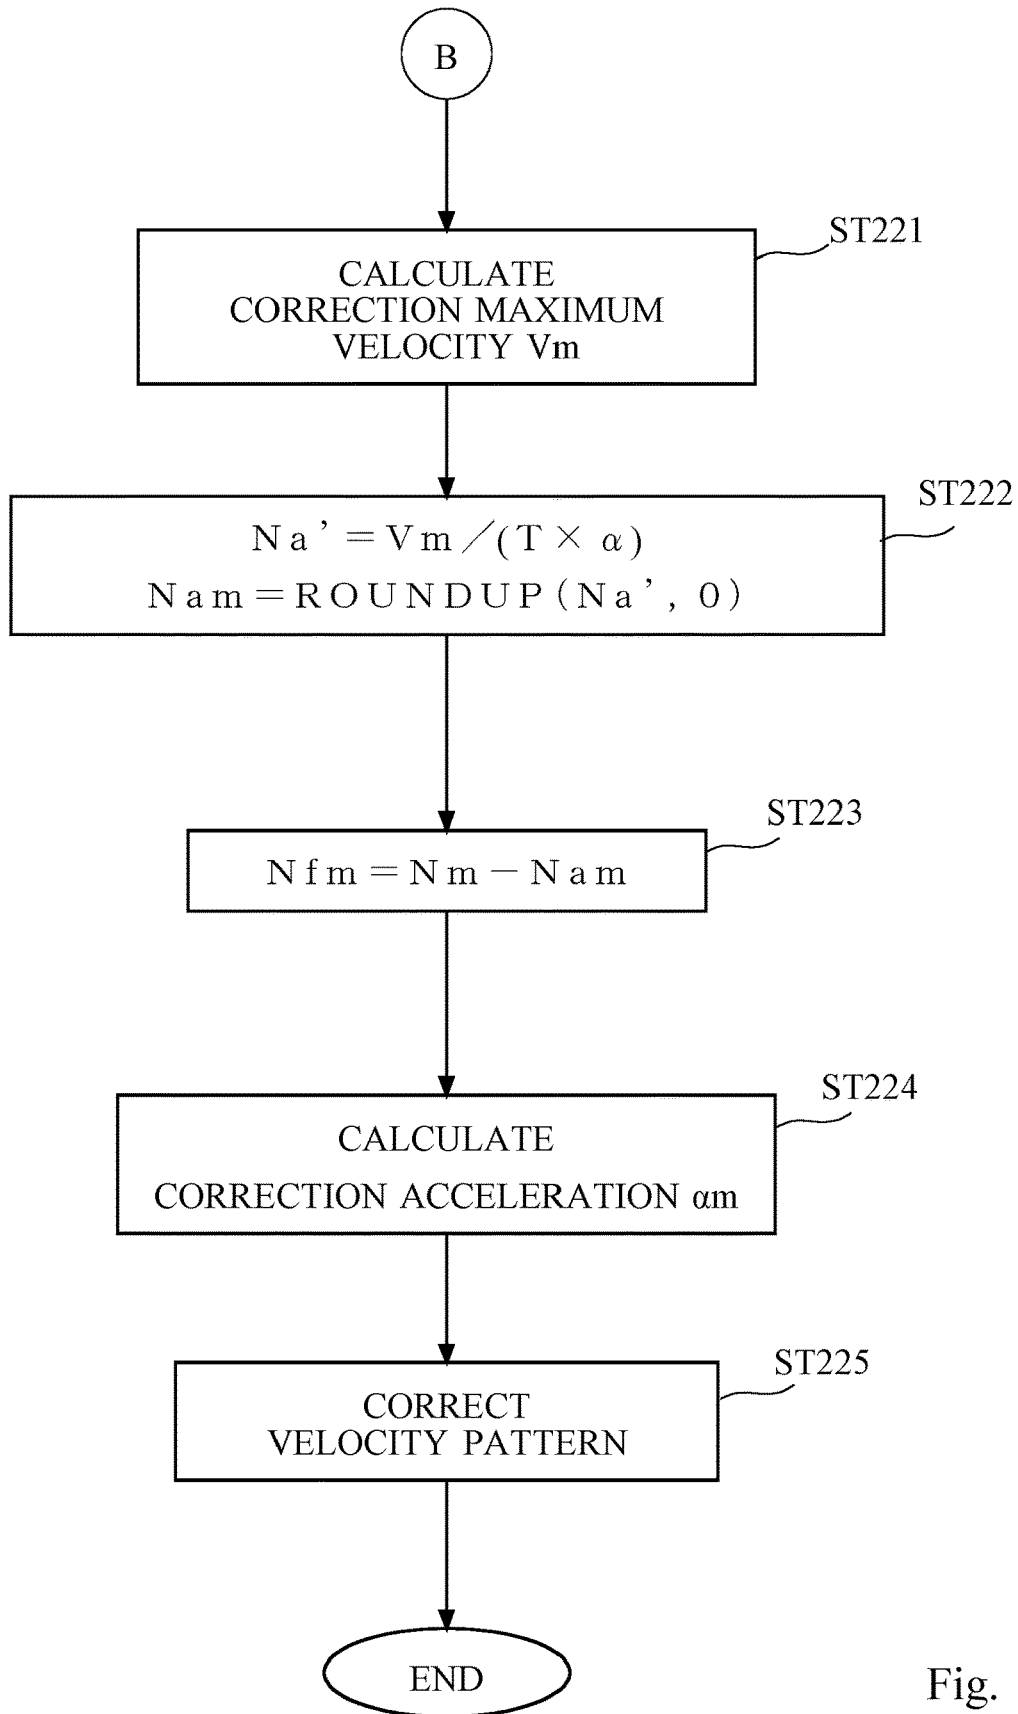 B
ST221
CALCULATE
CORRECTION MAXIMUM
VELOCITY Vm
ST222
Na’=Vm／(T×α)
Nam=ROUNDUP(Na’, 0)
ST223
Nfm=Nm−Nam
ST224
CALCULATE
CORRECTION ACCELERATION αm
ST225
CORRECT
VELOCITY PATTERN
END
Fig.